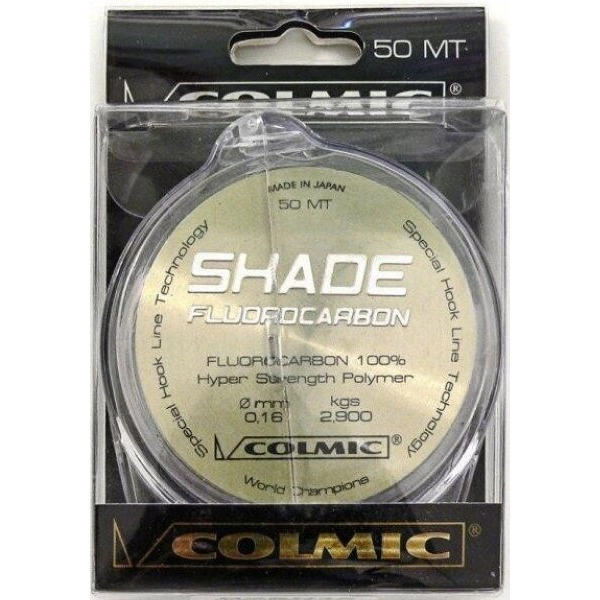 50 MT
COLMIC®
MADE IN JAPAN
50 MT
SHADE
FLUOROCARBON
Special Hook Line Technology
Special Hook Line Technology
FLUOROCARBON 100%
Hyper Strength Polymer
Ø mm kgs
0,16 2,900
COLMIC®
World Champions
COLMIC®